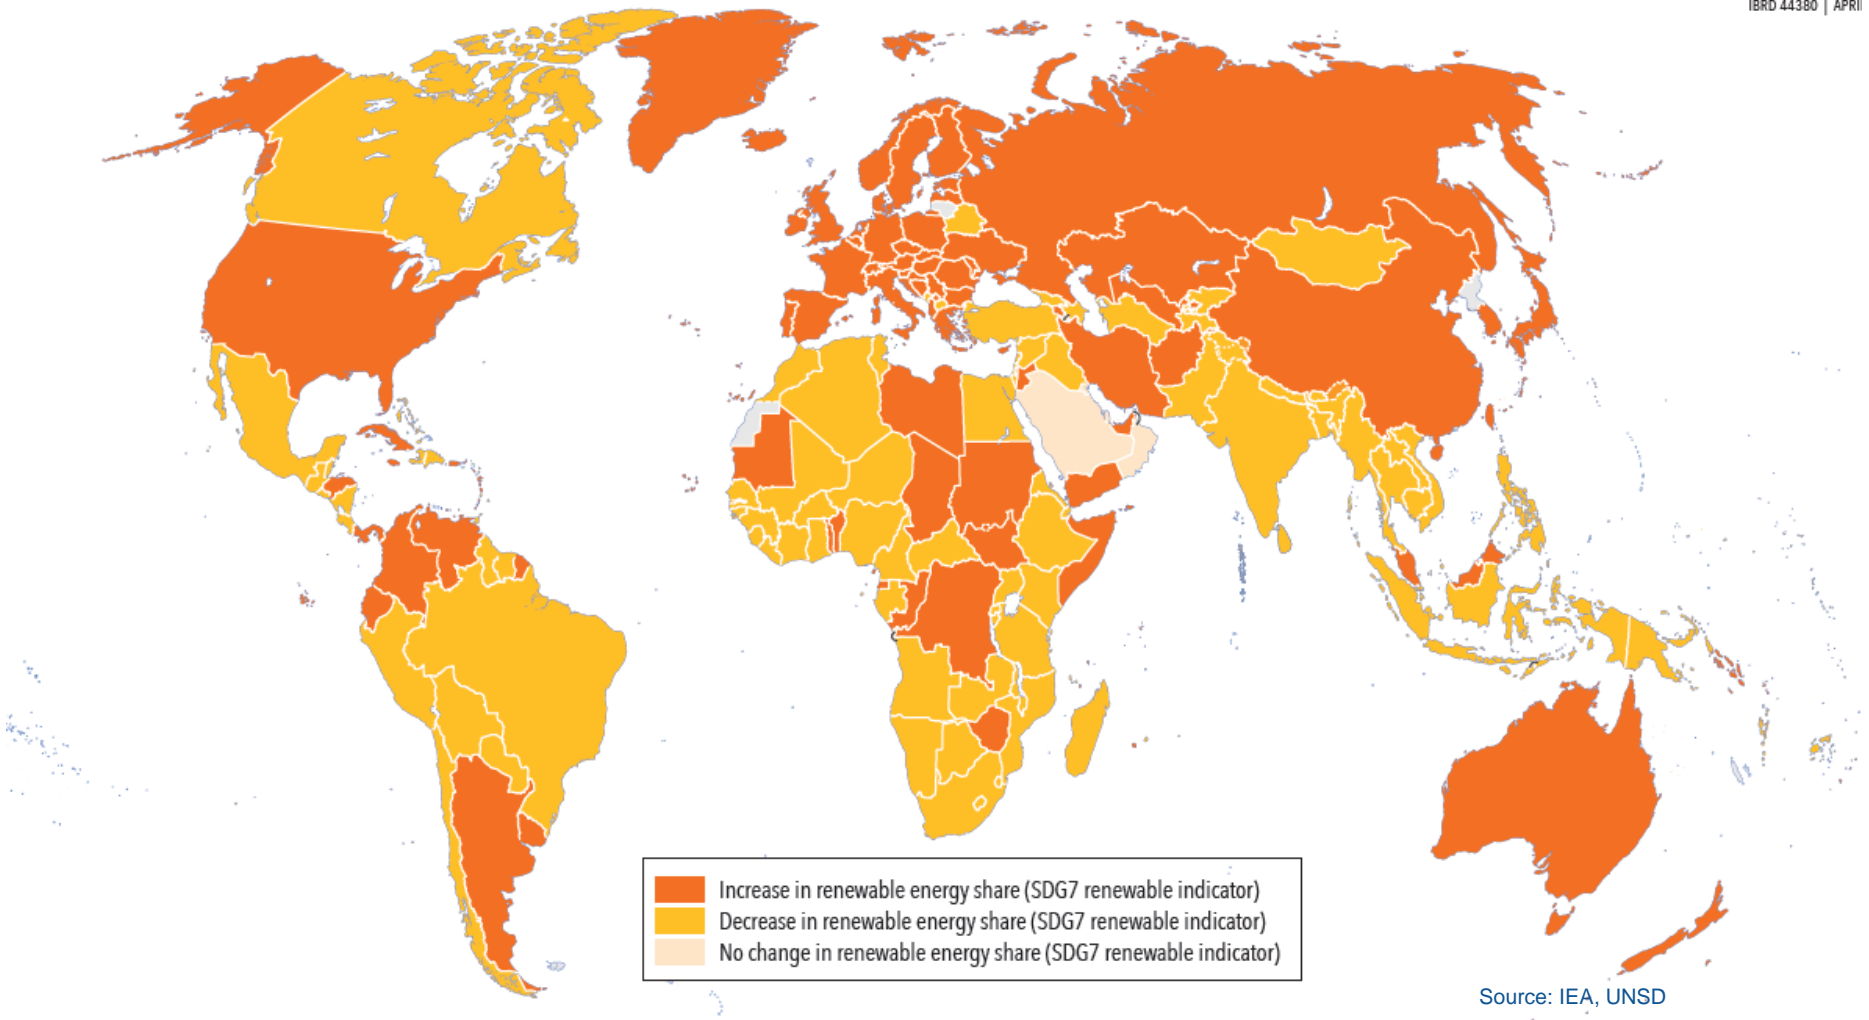 IBRD 44380 | APRI
Increase in renewable energy share (SDG7 renewable indicator)
Decrease in renewable energy share (SDG7 renewable indicator)
No change in renewable energy share (SDG7 renewable indicator)
Source: IEA, UNSD